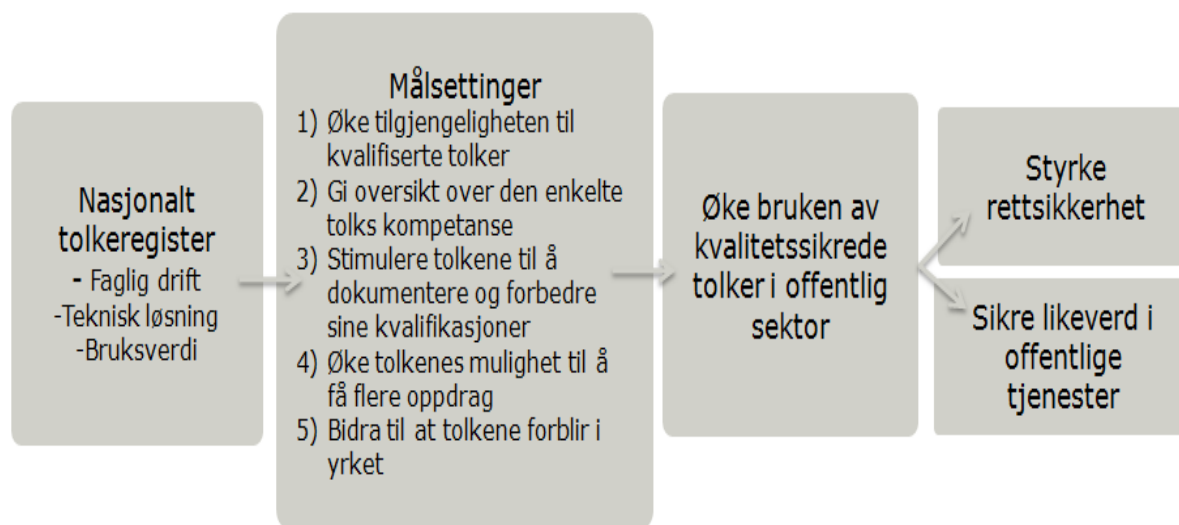 Nasjonalt
tolkeregister
- Faglig drift
-Teknisk løsning
-Bruksverdi
Målsettinger
1) Øke tilgjengeligheten til
kvalifiserte tolker
2) Gi oversikt over den enkelte
tolks kompetanse
3) Stimulere tolkene til å
dokumentere og forbedre
sine kvalifikasjoner
4) Øke tolkenes mulighet til å
få flere oppdrag
5) Bidra til at tolkene forblir i
yrket
Øke bruken av
kvalitetssikrede
tolker i offentlig
sektor
Styrke
rettsikkerhet
Sikre likeverd i
offentlige
tjenester